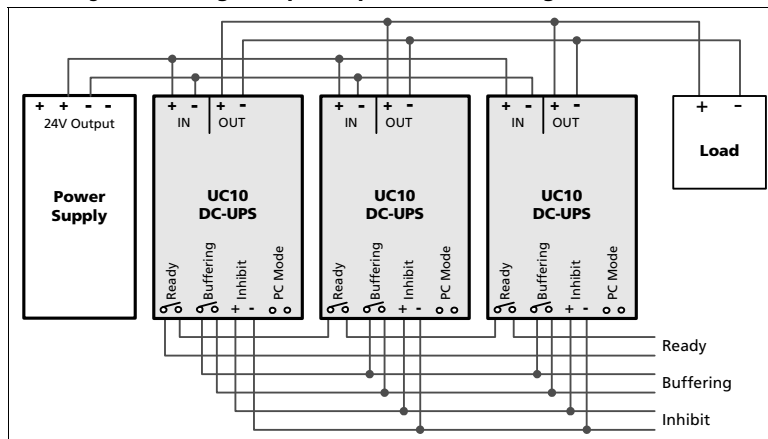 + + - -
24V Output
Power
Supply
+ - + -
IN OUT
UC10
DC-UPS
Ready
Buffering
Inhibit
PC Mode
+ -
+ - + -
IN OUT
UC10
DC-UPS
Ready
Buffering
Inhibit
PC Mode
+ -
+ - + -
IN OUT
UC10
DC-UPS
Ready
Buffering
Inhibit
PC Mode
+ -
+ -
Load
Ready
Buffering
Inhibit